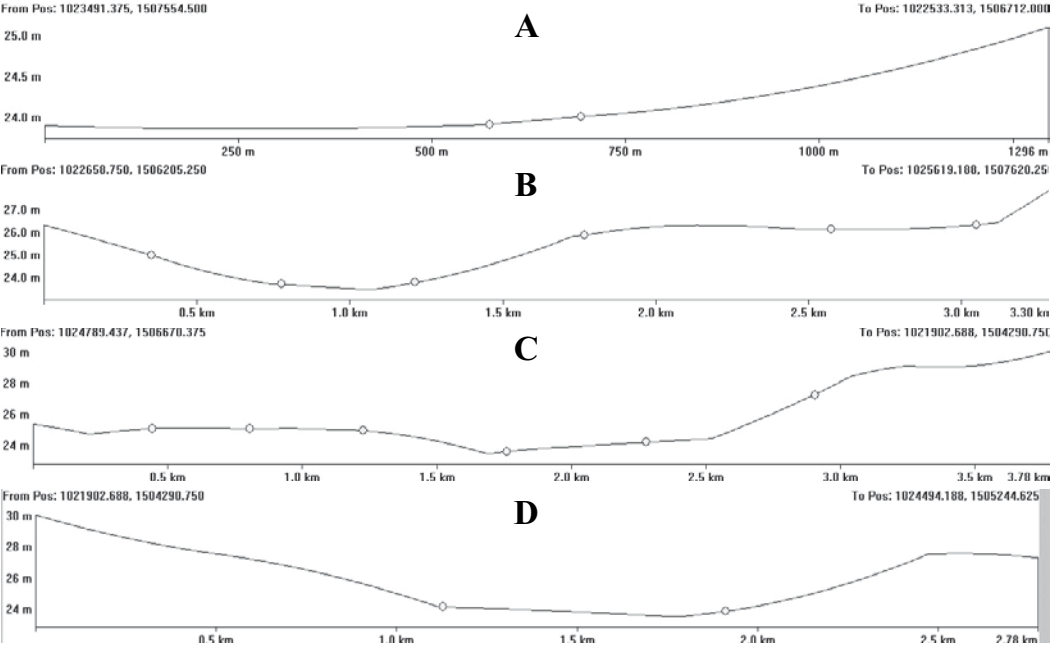 From Pos: 1023491.375, 1507554.500 A To Pos: 1022533.313, 1506712.000
25.0 m
24.5 m
24.0 m
250 m 500 m 750 m 1000 m 1296 m
From Pos: 1022650.750, 1506205.250 B To Pos: 1025619.188, 1507620.25
27.0 m
26.0 m
25.0 m
24.0 m
0.5 km 1.0 km 1.5 km 2.0 km 2.5 km 3.0 km 3.30 km
From Pos: 1024789.437, 1506670.375 C To Pos: 1021902.688, 1504290.750
30 m
28 m
26 m
24 m
0.5 km 1.0 km 1.5 km 2.0 km 2.5 km 3.0 km 3.5 km 3.78 km
From Pos: 1021902.688, 1504290.750 D To Pos: 1024494.188, 1505244.625
30 m
28 m
26 m
24 m
0.5 km 1.0 km 1.5 km 2.0 km 2.5 km 2.78 km